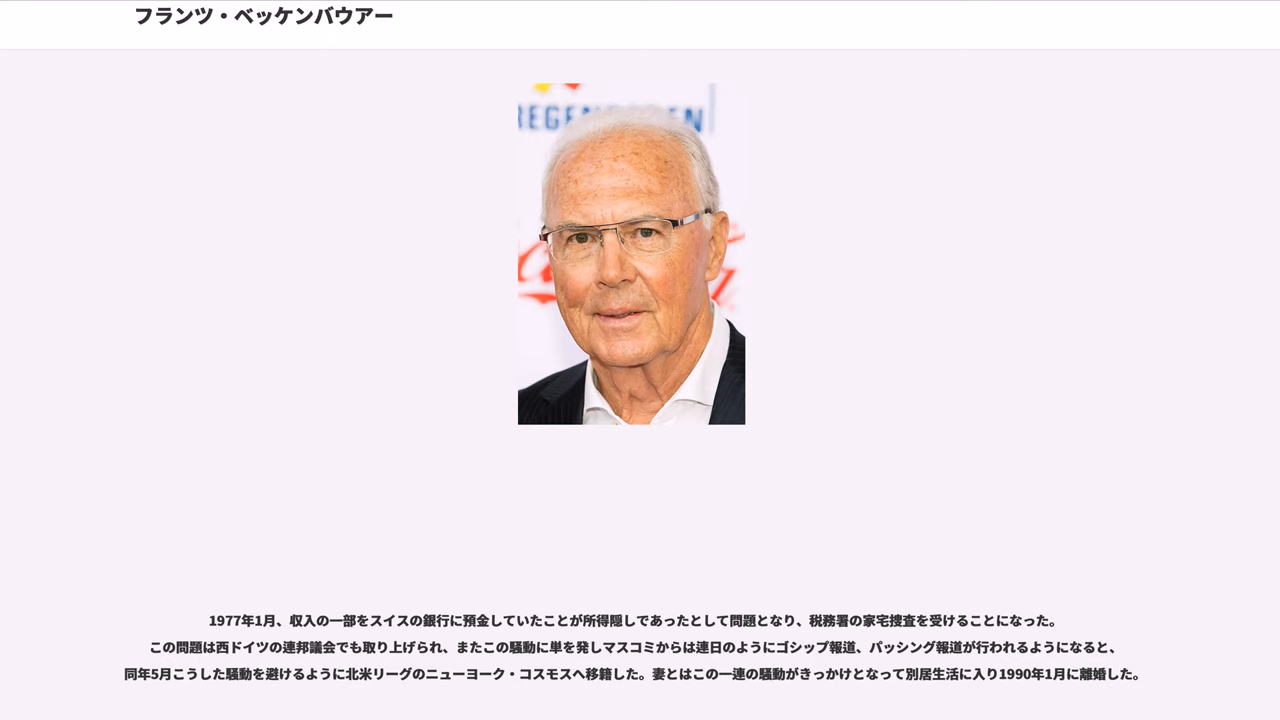 フランツ・ベッケンバウアー
1977年1月、収入の一部をスイスの銀行に預金していたことが所得隠しであったとして問題となり、税務署の家宅捜査を受けることになった。
この問題は西ドイツの連邦議会でも取り上げられ、またこの騒動に単を発しマスコミからは連日のようにゴシップ報道、バッシング報道が行われるようになると、
同年5月こうした騒動を避けるように北米リーグのニューヨーク・コスモスへ移籍した。妻とはこの一連の騒動がきっかけとなって別居生活に入り1990年1月に離婚した。